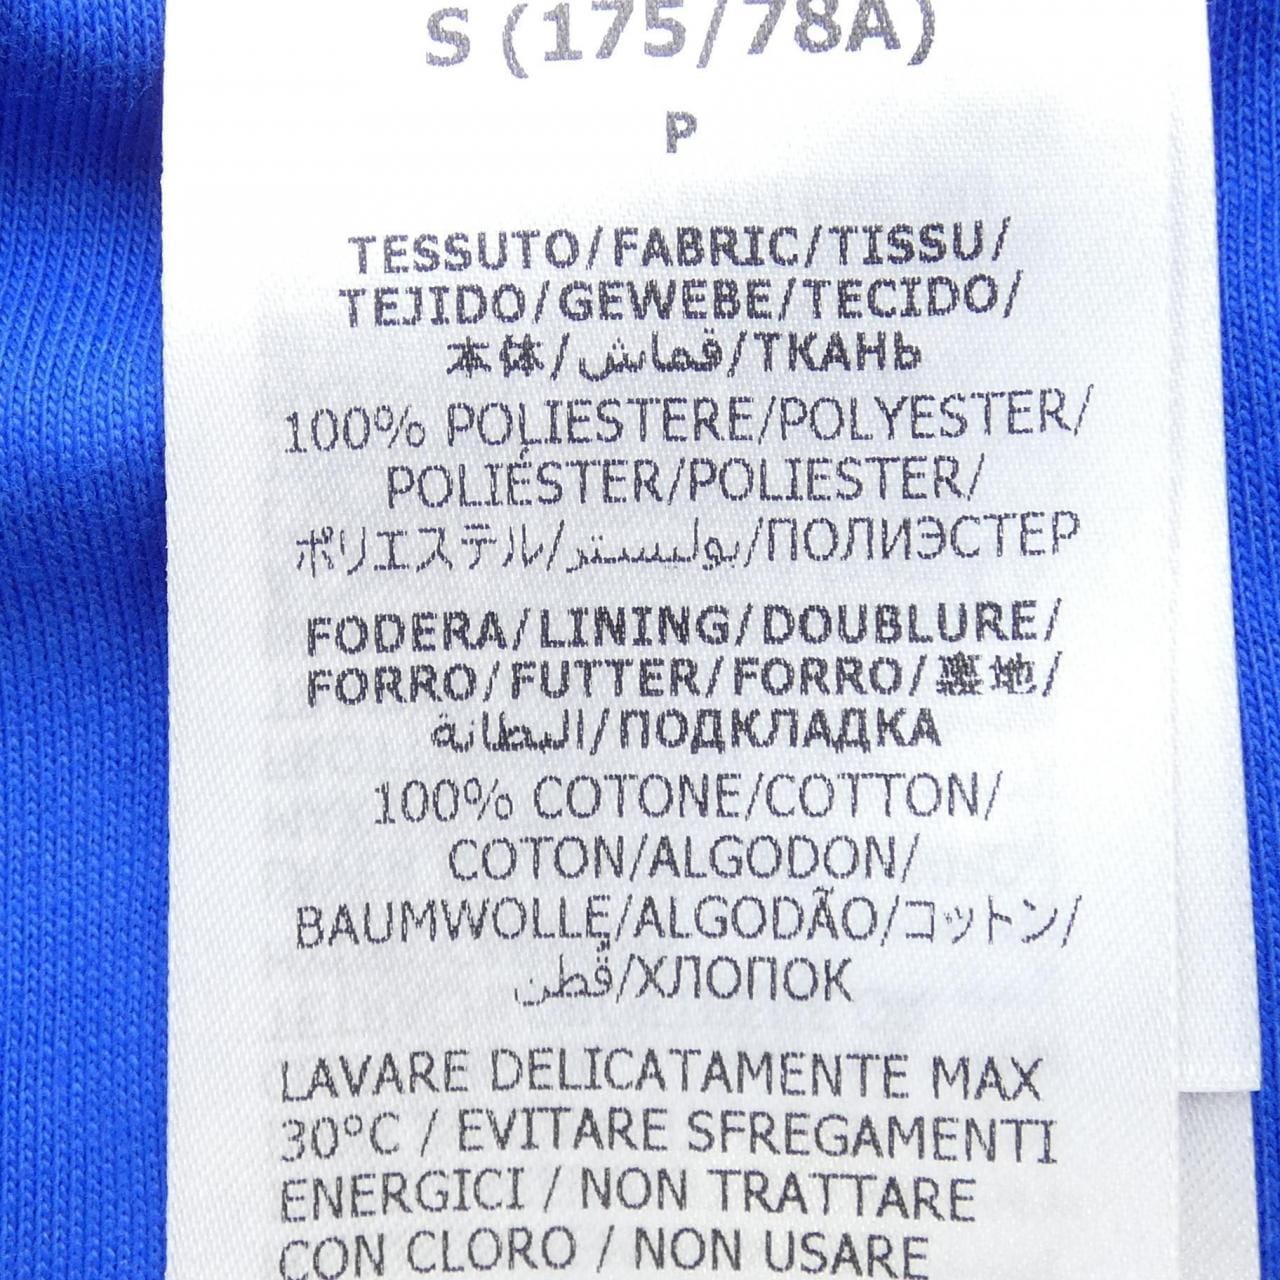 S (175/78A)
P
TESSUTO/FABRIC/TISSU/
TEJIDO/GEWEBE/TECIDO/
本体/قماش/ТКАНЬ
100% POLIESTERE/POLYESTER/
POLIÉSTER/POLIESTER/
ポリエステル/بوليستر/ПОЛИЭСТЕР
FODERA/LINING/DOUBLURE/
FORRO/FUTTER/FORRO/裏地/
البطانة/ПОДКЛАДКА
100% COTONE/COTTON/
COTON/ALGODON/
BAUMWOLLE/ALGODÃO/コットン/
قطن/ХЛОПОК
LAVARE DELICATAMENTE MAX
30°C / EVITARE SFREGAMENTI
ENERGICI / NON TRATTARE
CON CLORO / NON USARE